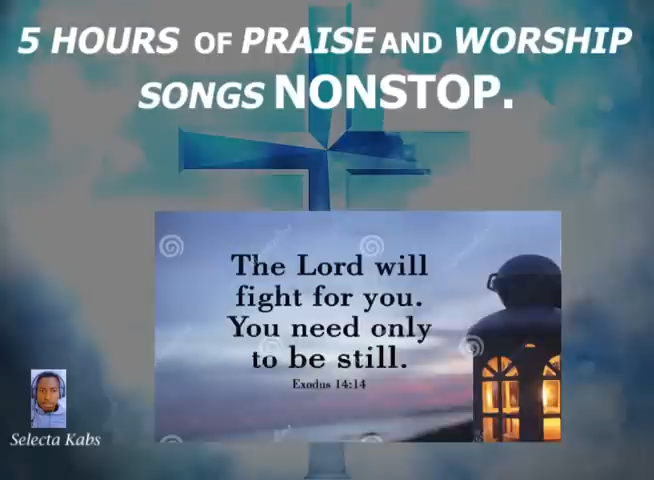 5 HOURS OF PRAISE AND WORSHIP
SONGS NONSTOP.
The Lord will
fight for you.
You need only
to be still.
Exodus 14:14
Selecta Kabs